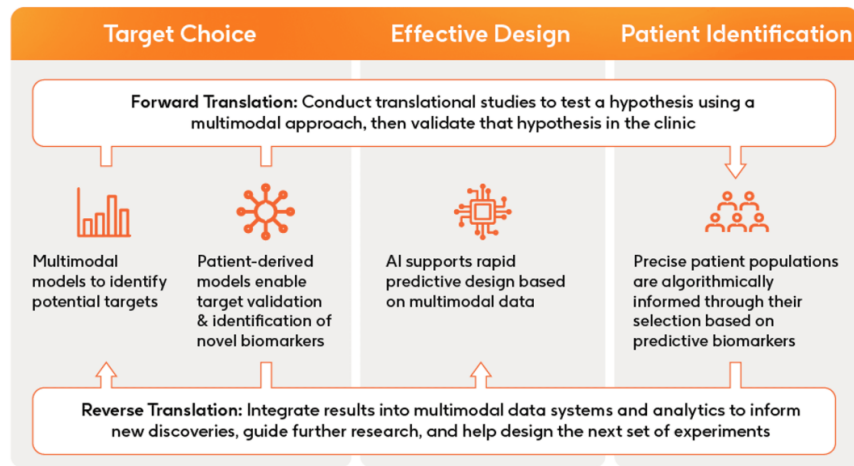 Target Choice
Effective Design
Patient Identification
Forward Translation: Conduct translational studies to test a hypothesis using a
multimodal approach, then validate that hypothesis in the clinic
Multimodal
models to identify
potential targets
Patient-derived
models enable
target validation
& identification of
novel biomarkers
AI supports rapid
predictive design based
on multimodal data
Precise patient populations
are algorithmically
informed through their
selection based on
predictive biomarkers
Reverse Translation: Integrate results into multimodal data systems and analytics to inform
new discoveries, guide further research, and help design the next set of experiments